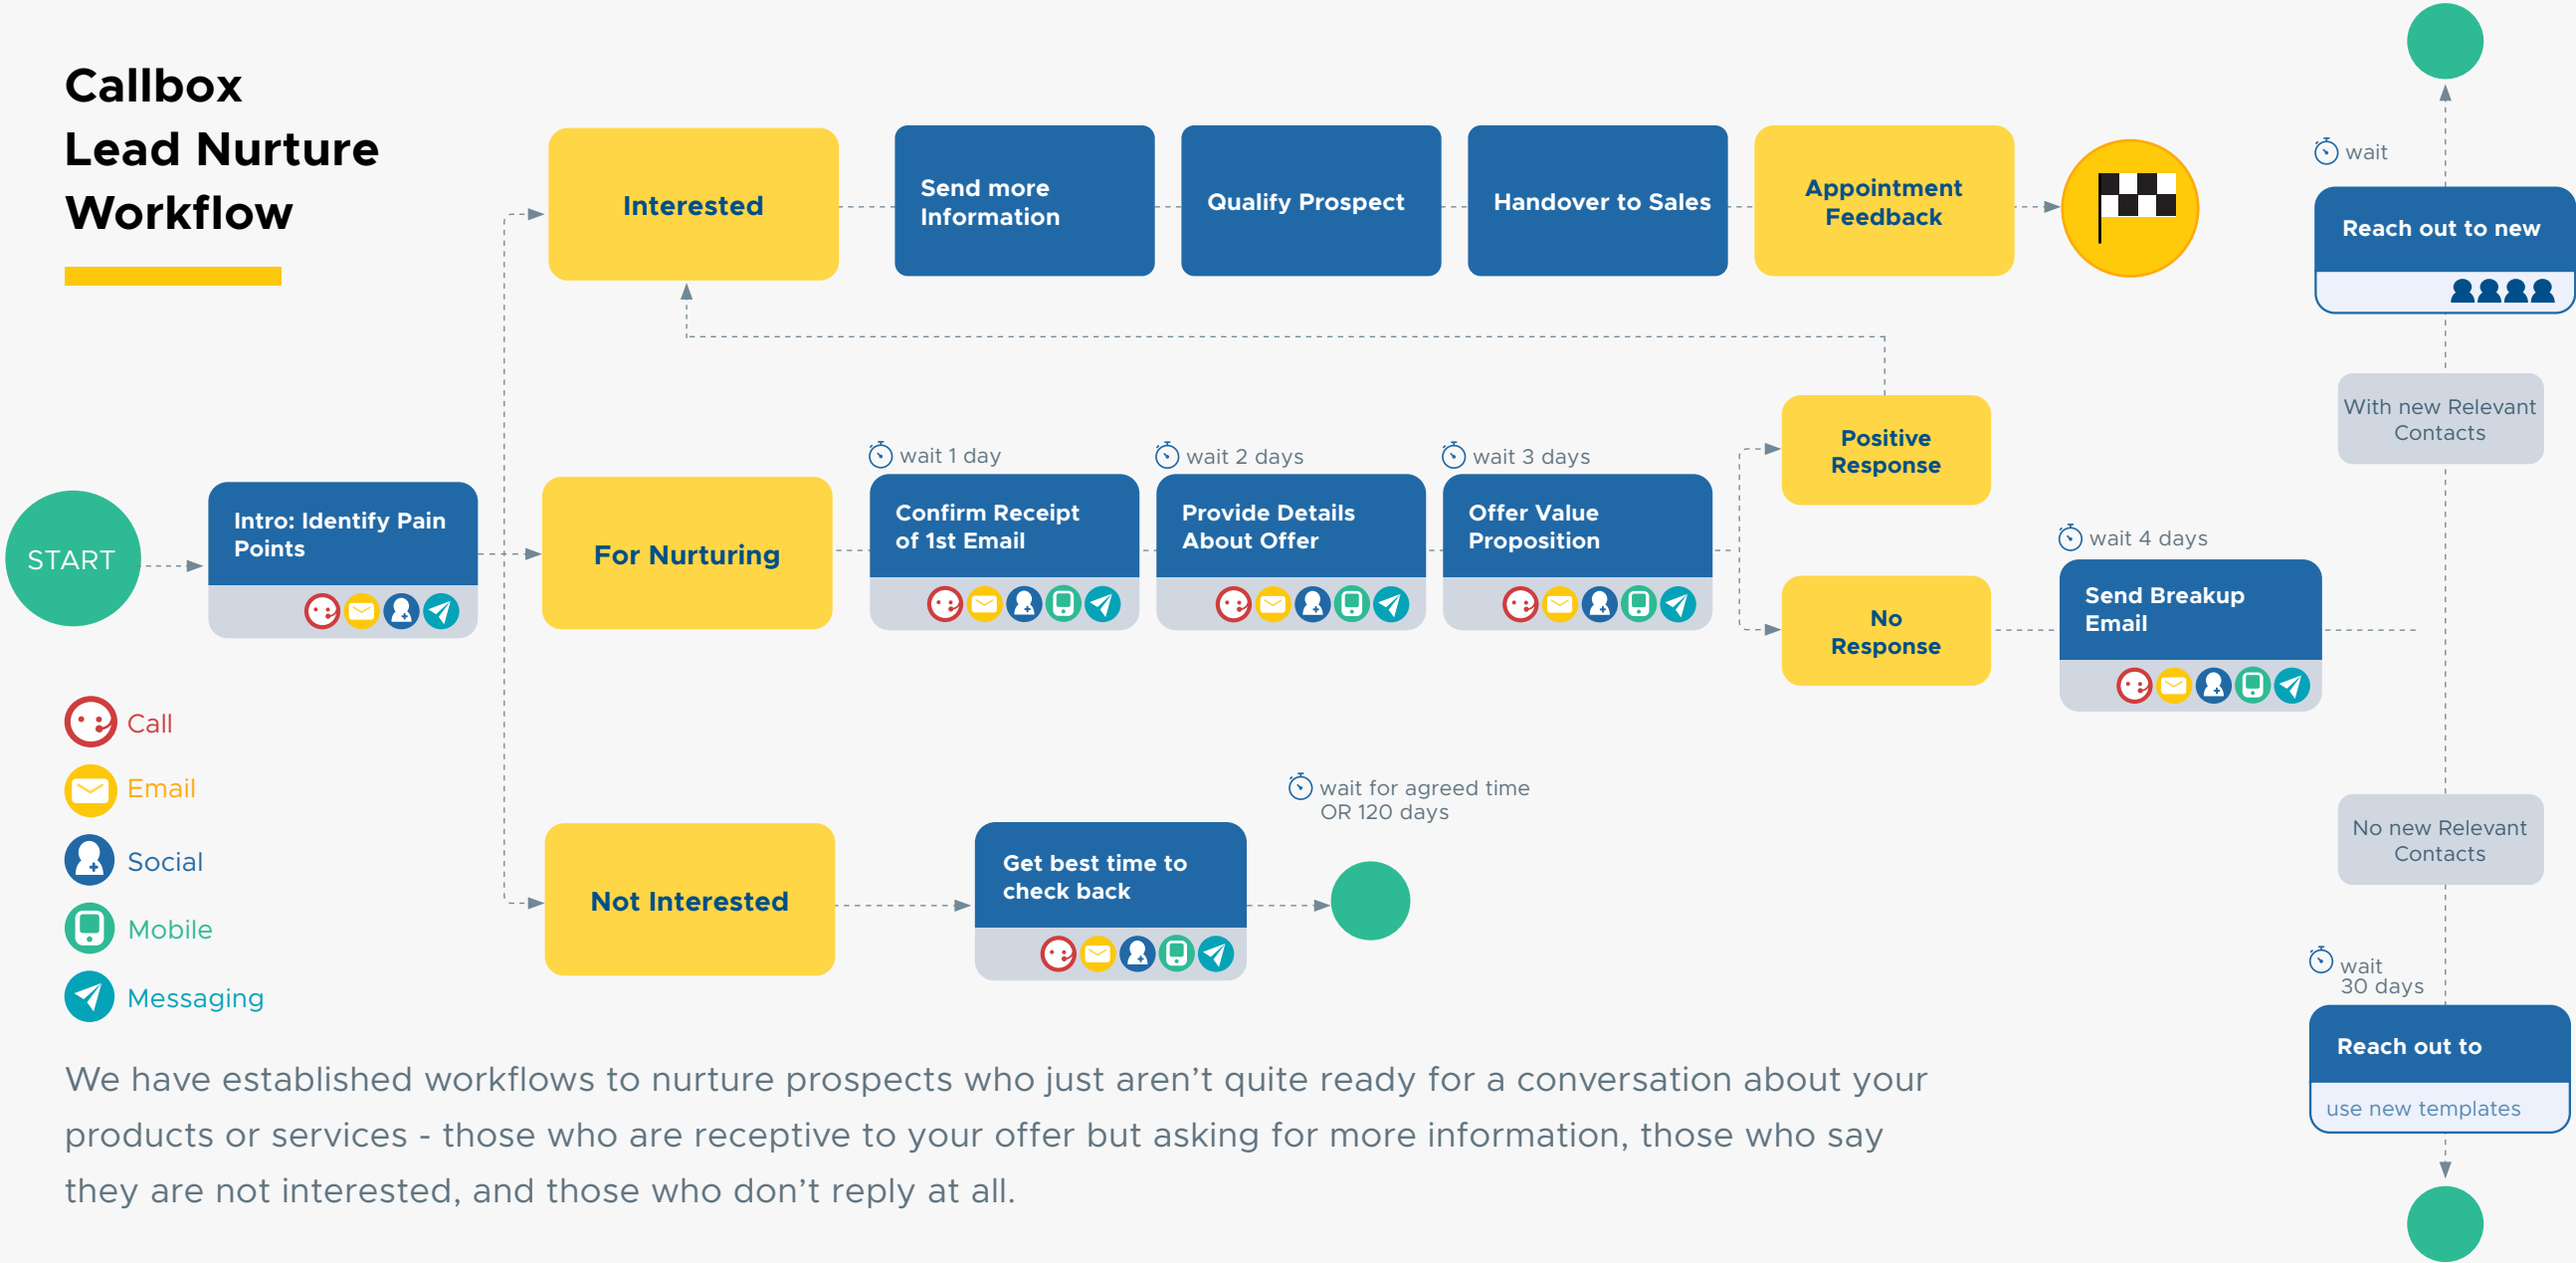 Callbox
Lead Nurture
Workflow
Interested
Send more
Information
Qualify Prospect
Handover to Sales
Appointment
Feedback
wait
Reach out to new
With new Relevant
Contacts
START
Intro: Identify Pain
Points
For Nurturing
wait 1 day
Confirm Receipt
of 1st Email
wait 2 days
Provide Details
About Offer
wait 3 days
Offer Value
Proposition
Positive
Response
No
Response
wait 4 days
Send Breakup
Email
No new Relevant
Contacts
wait
30 days
Reach out to
use new templates
Not Interested
Get best time to
check back
wait for agreed time
OR 120 days
Call
Email
Social
Mobile
Messaging
We have established workflows to nurture prospects who just aren’t quite ready for a conversation about your
products or services - those who are receptive to your offer but asking for more information, those who say
they are not interested, and those who don’t reply at all.